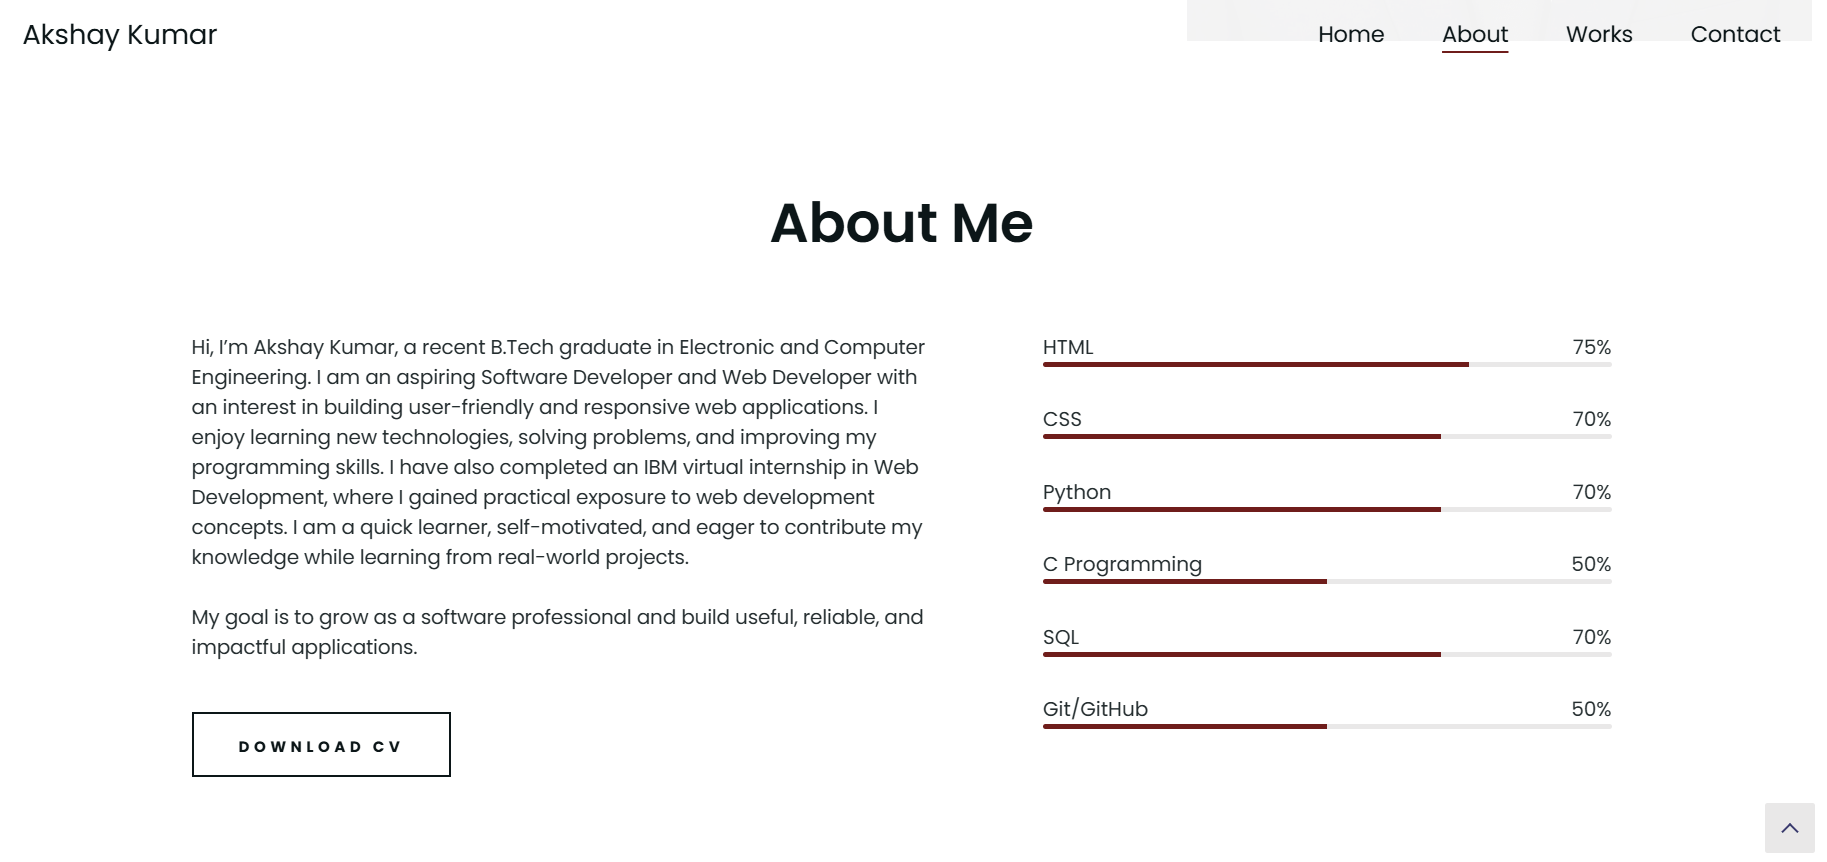 Akshay Kumar
Home About Works Contact
About Me
Hi, I’m Akshay Kumar, a recent B.Tech graduate in Electronic and Computer
Engineering. I am an aspiring Software Developer and Web Developer with
an interest in building user-friendly and responsive web applications. I
enjoy learning new technologies, solving problems, and improving my
programming skills. I have also completed an IBM virtual internship in Web
Development, where I gained practical exposure to web development
concepts. I am a quick learner, self-motivated, and eager to contribute my
knowledge while learning from real-world projects.
My goal is to grow as a software professional and build useful, reliable, and
impactful applications.
DOWNLOAD CV
HTML 75%
CSS 70%
Python 70%
C Programming 50%
SQL 70%
Git/GitHub 50%